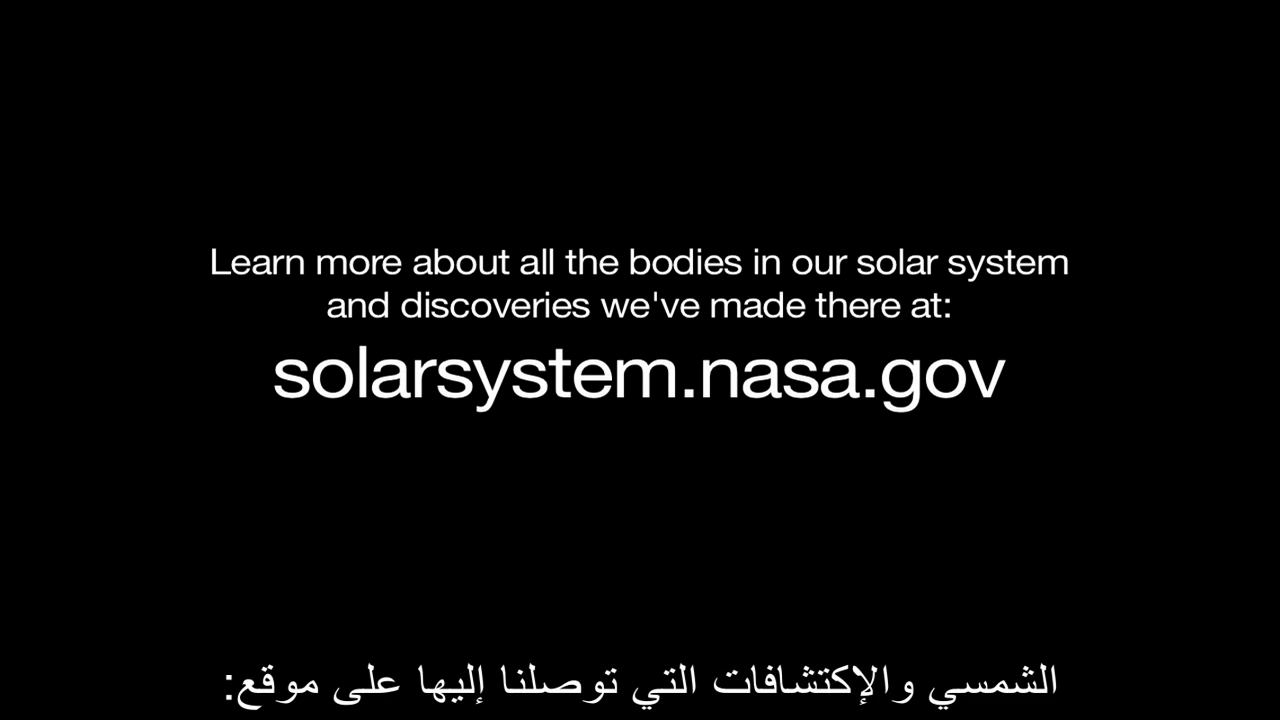 Learn more about all the bodies in our solar system
and discoveries we've made there at:
solarsystem.nasa.gov
الشمسي والإكتشافات التي توصلنا إليها على موقع: